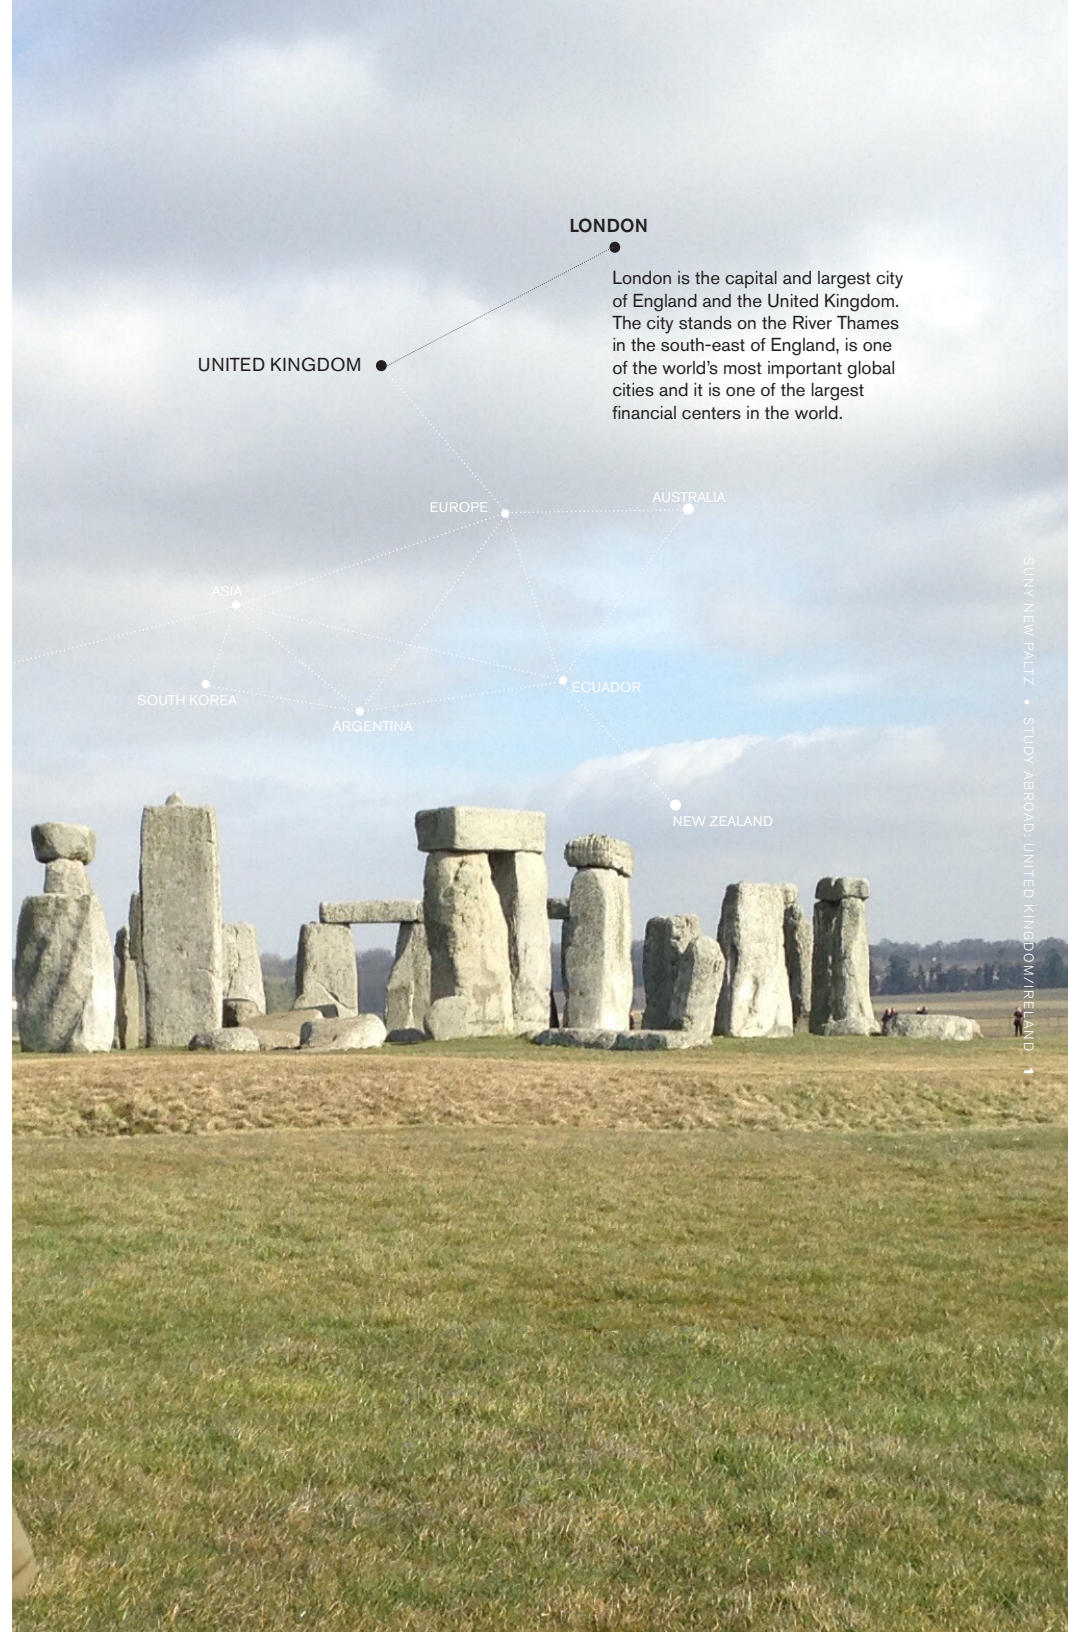 LONDON
London is the capital and largest city
of England and the United Kingdom.
The city stands on the River Thames
in the south-east of England, is one
of the world's most important global
cities and it is one of the largest
financial centers in the world.
UNITED KINGDOM
EUROPE
AUSTRALIA
ASIA
SOUTH KOREA
ECUADOR
ARGENTINA
NEW ZEALAND
SUNY NEW PALTZ • STUDY ABROAD: UNITED KINGDOM/IRELAND 1